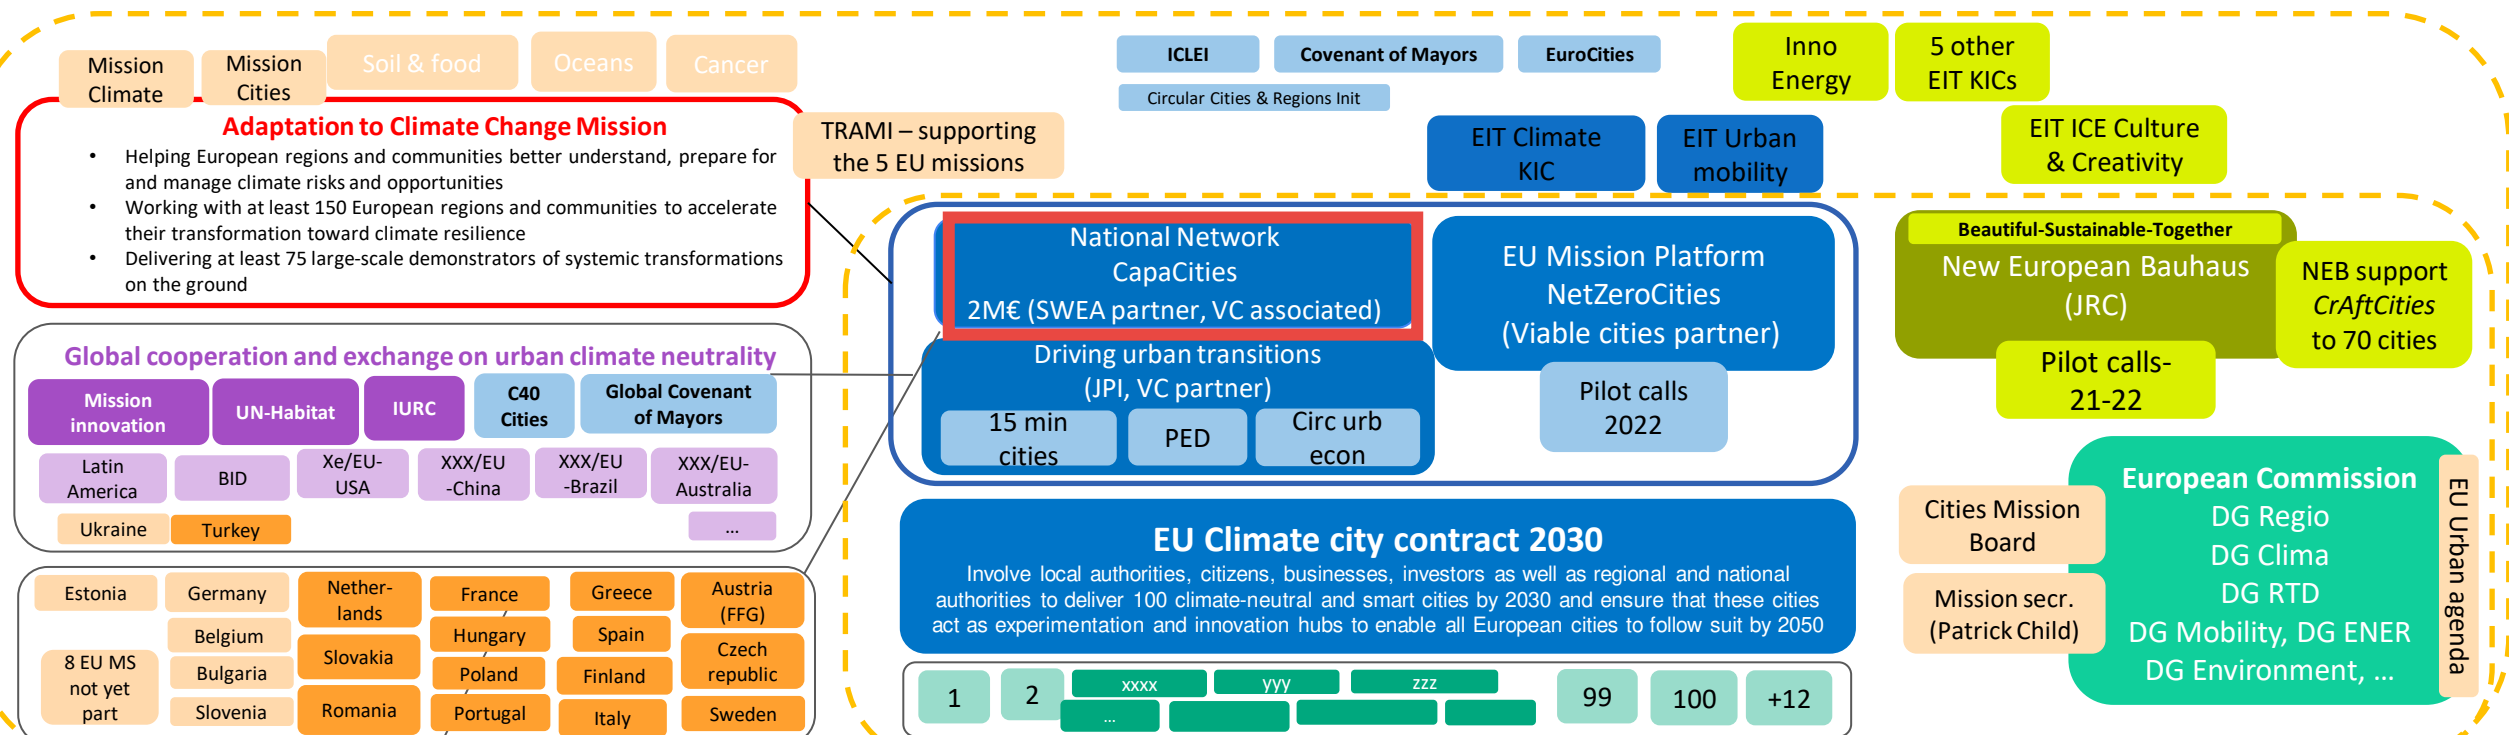 Mission
Climate
Mission
Cities
Soil & food
Oceans
Cancer
Adaptation to Climate Change Mission
• Helping European regions and communities better understand, prepare for
and manage climate risks and opportunities
• Working with at least 150 European regions and communities to accelerate
their transformation toward climate resilience
• Delivering at least 75 large-scale demonstrators of systemic transformations
on the ground
TRAMI – supporting
the 5 EU missions
ICLEI
Covenant of Mayors
EuroCities
Circular Cities & Regions Init
EIT Climate
KIC
EIT Urban
mobility
Inno
Energy
5 other
EIT KICs
EIT ICE Culture
& Creativity
Global cooperation and exchange on urban climate neutrality
Mission
innovation
UN-Habitat
IURC
C40
Cities
Global Covenant
of Mayors
Latin
America
BID
Xe/EU-
USA
XXX/EU
-China
XXX/EU
-Brazil
XXX/EU-
Australia
Ukraine
Turkey
...
National Network
CapaCities
2M€ (SWEA partner, VC associated)
Driving urban transitions
(JPI, VC partner)
15 min
cities
PED
Circ urb
econ
EU Mission Platform
NetZeroCities
(Viable cities partner)
Pilot calls
2022
Beautiful-Sustainable-Together
New European Bauhaus
(JRC)
NEB support
CrAftCities
to 70 cities
Pilot calls-
21-22
EU Climate city contract 2030
Involve local authorities, citizens, businesses, investors as well as regional and national
authorities to deliver 100 climate-neutral and smart cities by 2030 and ensure that these cities
act as experimentation and innovation hubs to enable all European cities to follow suit by 2050
Cities Mission
Board
Mission secr.
(Patrick Child)
European Commission
DG Regio
DG Clima
DG RTD
DG Mobility, DG ENER
DG Environment, ...
EU Urban agenda
Estonia
8 EU MS
not yet
part
Germany
Belgium
Bulgaria
Slovenia
Nether-
lands
Slovakia
Romania
France
Hungary
Poland
Portugal
Greece
Spain
Finland
Italy
Austria
(FFG)
Czech
republic
Sweden
1
2
xxxx
yyy
zzz
...
99
100
+12